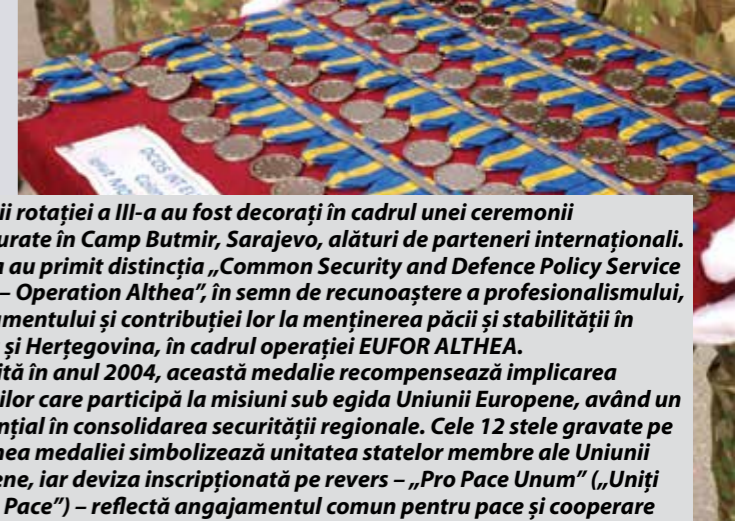 DCOS INT E
ii rotației a III-a au fost decorați în cadrul unei ceremonii
urate în Camp Butmir, Sarajevo, alături de parteneri internaționali.
a au primit distincția „Common Security and Defence Policy Service
– Operation Althea”, în semn de recunoaștere a profesionalismului,
amentului și contribuției lor la menținerea păcii și stabilității în
și Herțegovina, în cadrul operației EUFOR ALTHEA.
ită în anul 2004, această medalie recompensează implicarea
ilor care participă la misiuni sub egida Uniunii Europene, având un
nțial în consolidarea securității regionale. Cele 12 stele gravate pe
nea medaliei simbolizează unitatea statelor membre ale Uniunii
ene, iar deviza inscripționată pe revers – „Pro Pace Unum” („Uniți
Pace”) – reflectă angajamentul comun pentru pace și cooperare